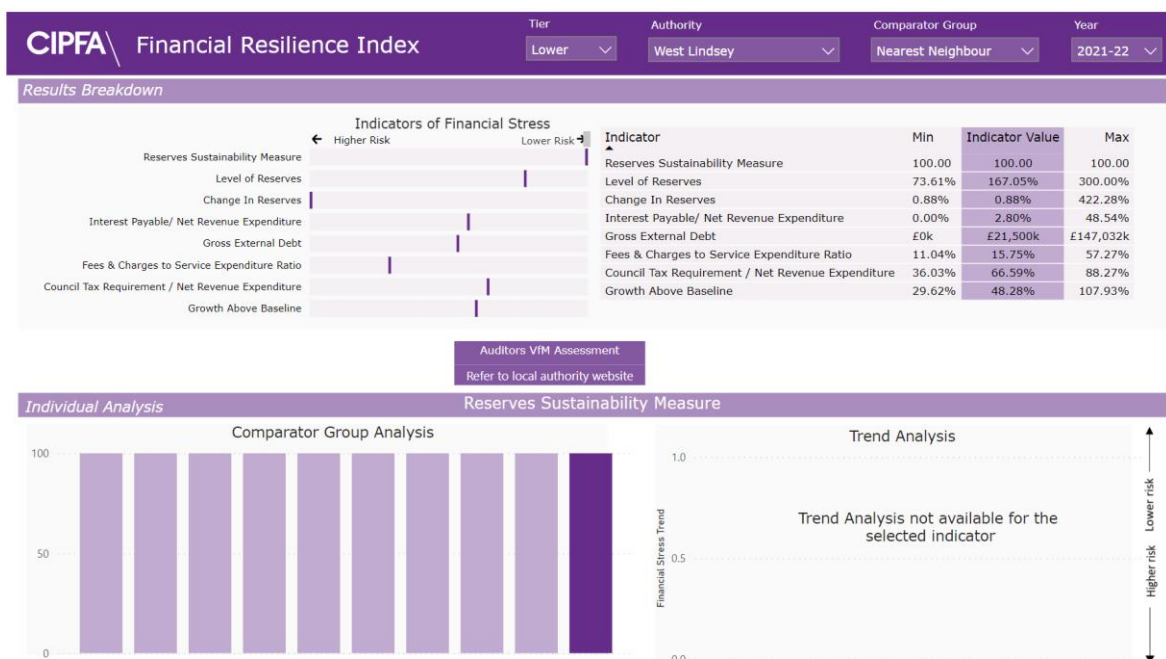 CIPFA\ Financial Resilience Index
Tier
Lower
Authority
West Lindsey
Comparator Group
Nearest Neighbour
Year
2021-22
Results Breakdown
Indicators of Financial Stress
← Higher Risk Lower Risk →
Reserves Sustainability Measure
Level of Reserves
Change In Reserves
Interest Payable/ Net Revenue Expenditure
Gross External Debt
Fees & Charges to Service Expenditure Ratio
Council Tax Requirement / Net Revenue Expenditure
Growth Above Baseline
Indicator Min Indicator Value Max
Reserves Sustainability Measure 100.00 100.00 100.00
Level of Reserves 73.61% 167.05% 300.00%
Change In Reserves 0.88% 0.88% 422.28%
Interest Payable/ Net Revenue Expenditure 0.00% 2.80% 48.54%
Gross External Debt £0k £21,500k £147,032k
Fees & Charges to Service Expenditure Ratio 11.04% 15.75% 57.27%
Council Tax Requirement / Net Revenue Expenditure 36.03% 66.59% 88.27%
Growth Above Baseline 29.62% 48.28% 107.93%
Auditors VfM Assessment
Refer to local authority website
Individual Analysis Reserves Sustainability Measure
Comparator Group Analysis
100
50
0
Trend Analysis
1.0
0.5
0.0
Financial Stress Trend
Trend Analysis not available for the
selected indicator
Higher risk Lower risk